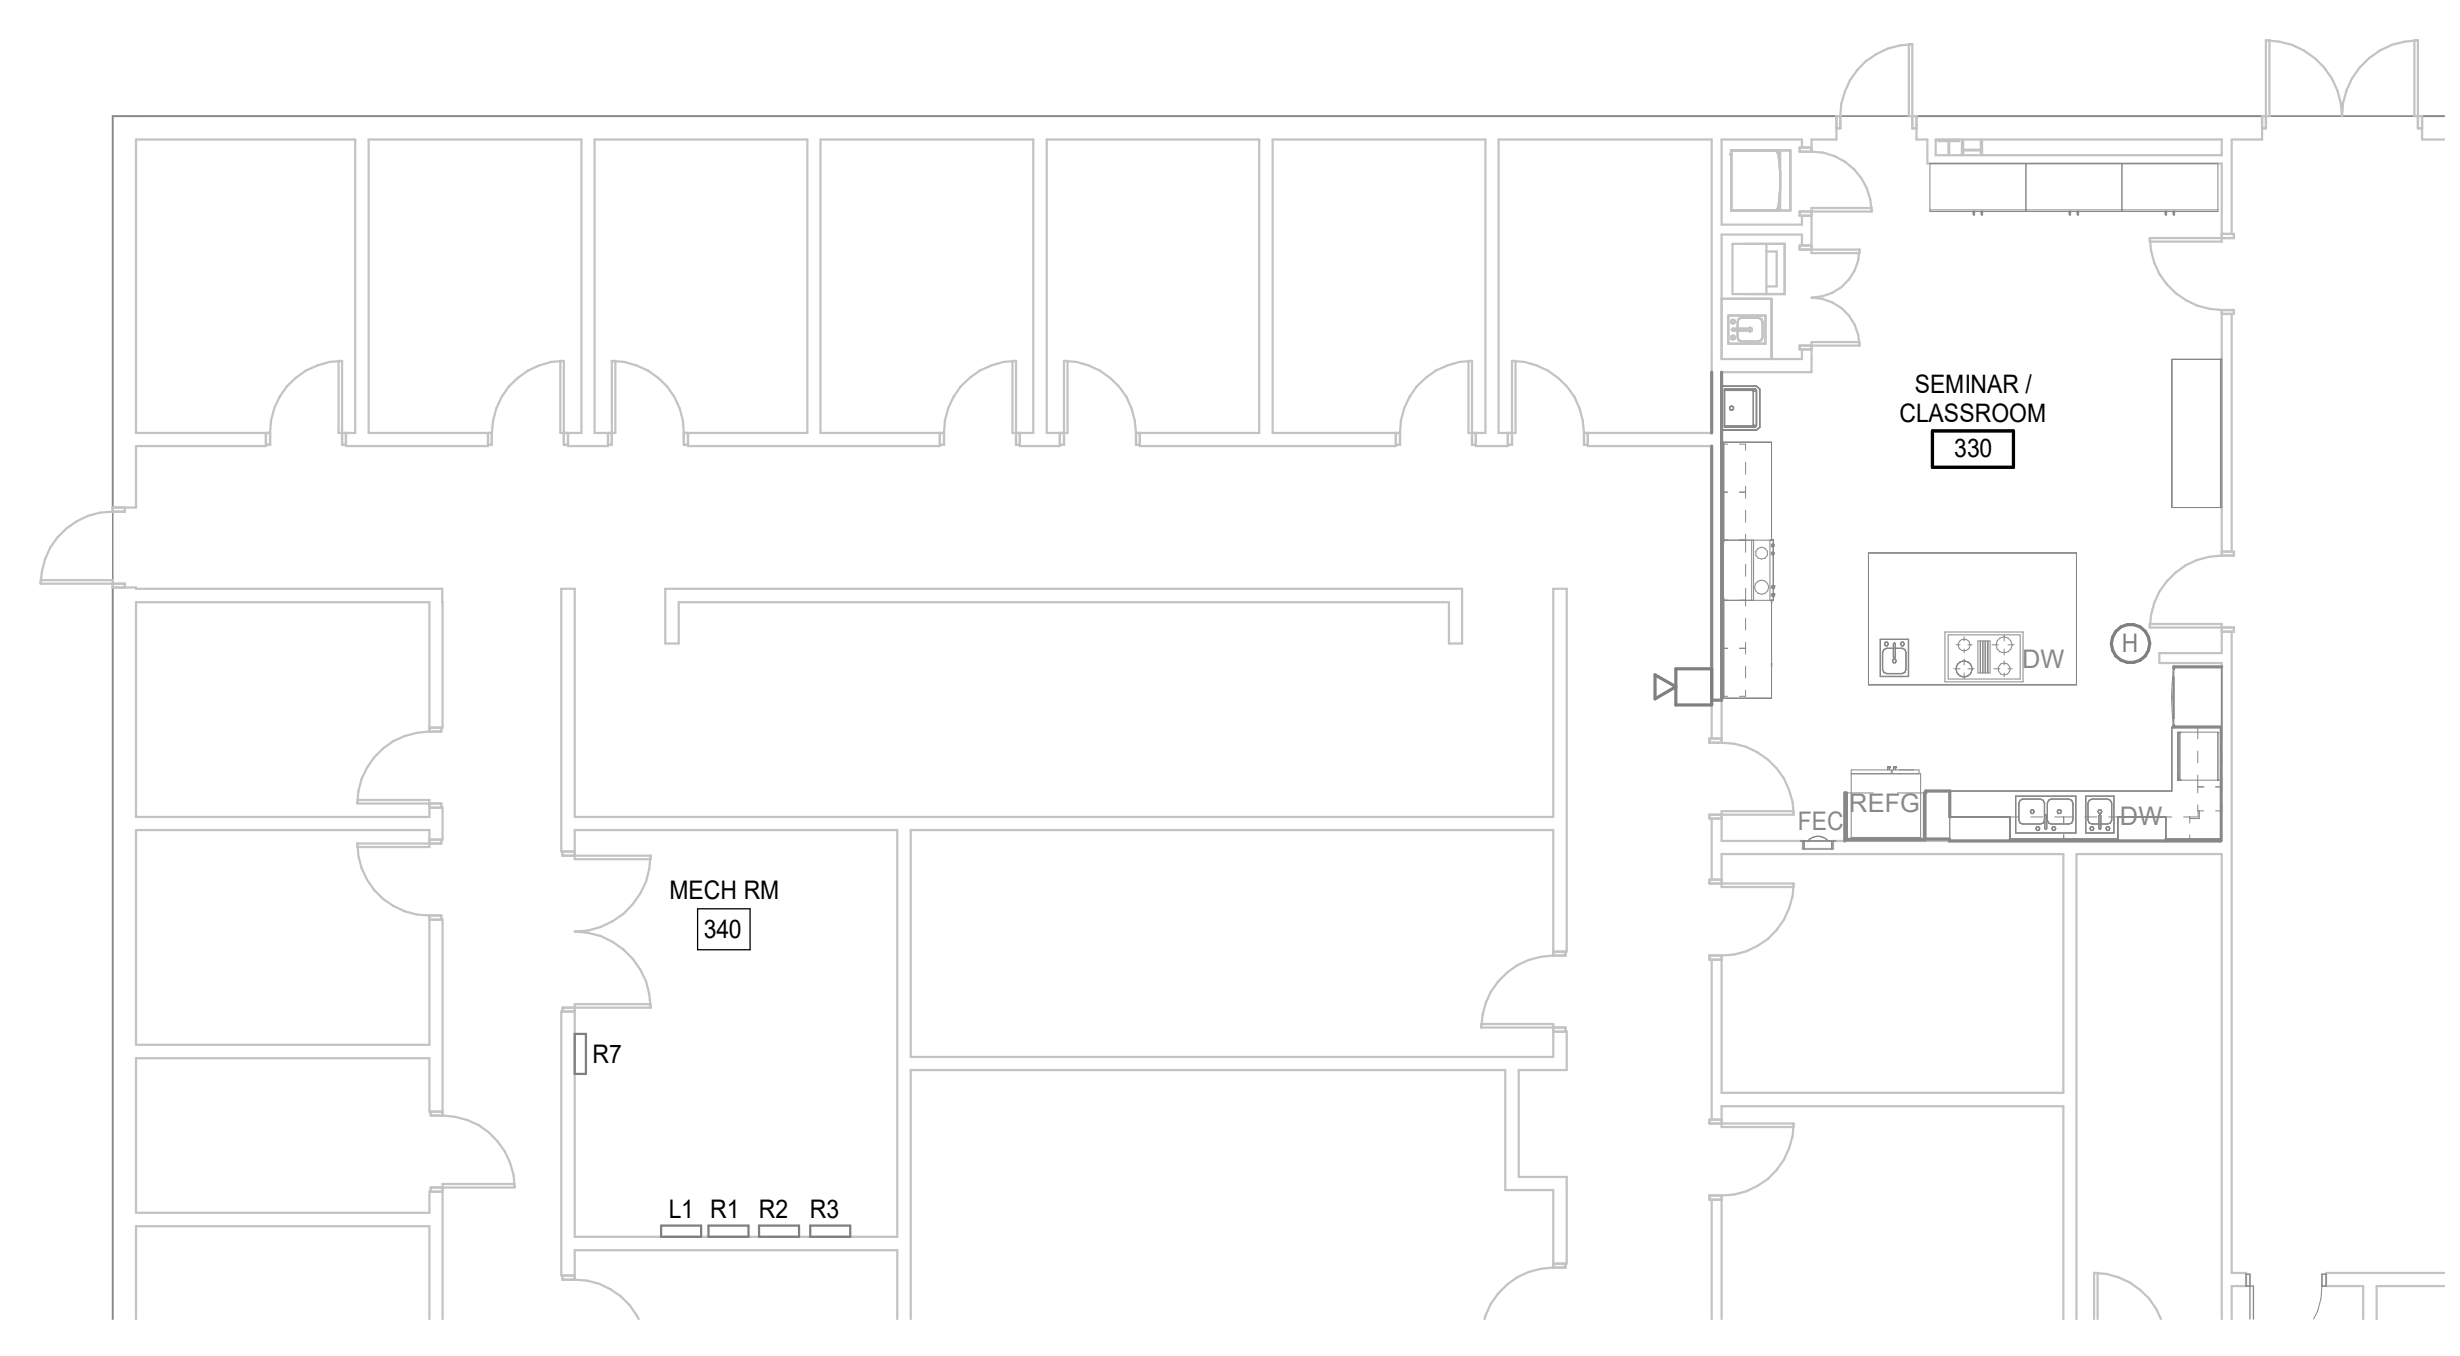 SEMINAR /
CLASSROOM
330
H
DW
REFG
FEC
DW
MECH RM
340
R7
L1 R1 R2 R3